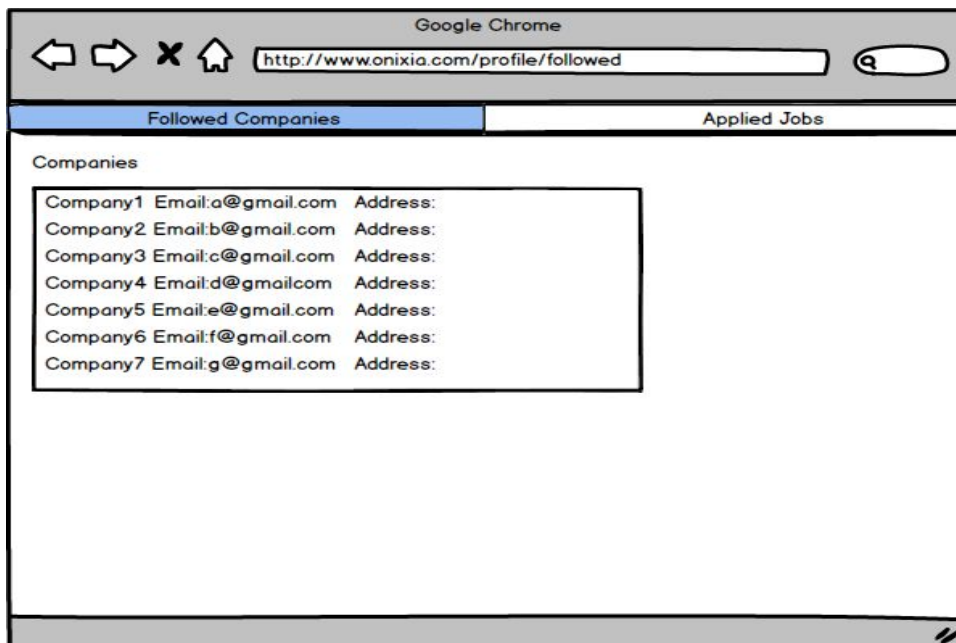 Google Chrome
http://www.onixia.com/profile/followed
Followed Companies Applied Jobs
Companies
Company1 Email:a@gmail.com Address:
Company2 Email:b@gmail.com Address:
Company3 Email:c@gmail.com Address:
Company4 Email:d@gmailcom Address:
Company5 Email:e@gmail.com Address:
Company6 Email:f@gmail.com Address:
Company7 Email:g@gmail.com Address: